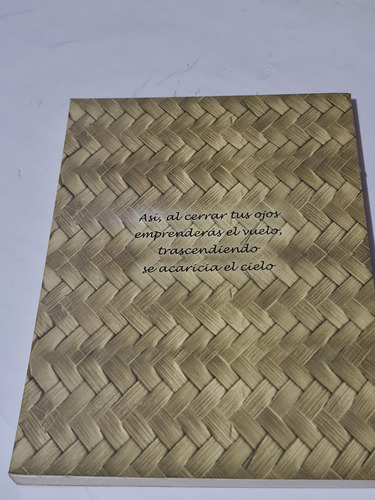 Así, al cerrar tus ojos
emprenderás el vuelo,
trascendiendo
se acaricia el cielo